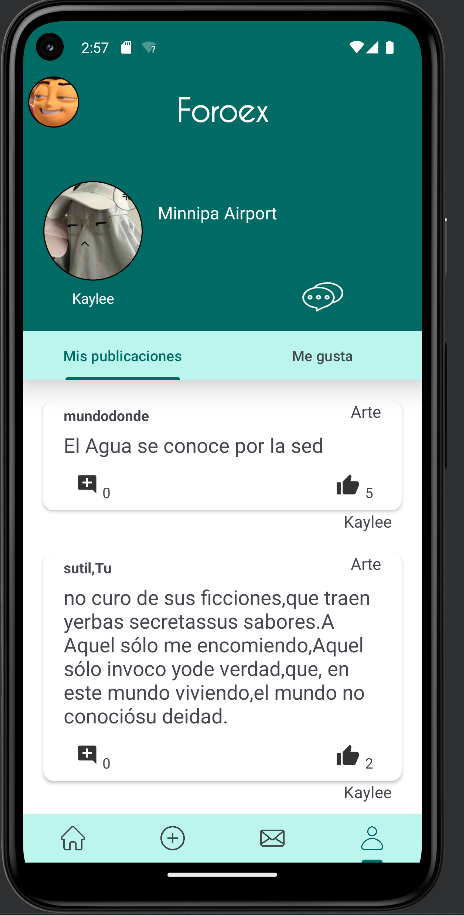 2:57
Foroex
Minnipa Airport
Kaylee
Mis publicaciones
Me gusta
mundodonde
Arte
El Agua se conoce por la sed
0
5
Kaylee
sutil,Tu
Arte
no curo de sus ficciones,que traen
yerbas secretassus sabores.A
Aquel sólo me encomiendo,Aquel
sólo invoco yode verdad,que, en
este mundo viviendo,el mundo no
conociósu deidad.
0
2
Kaylee